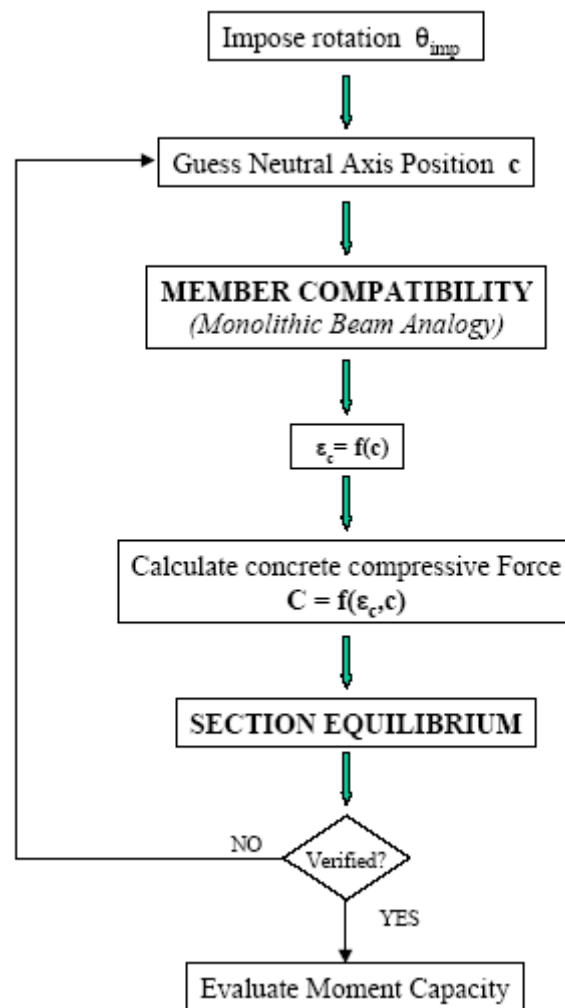 Impose rotation θimp
Guess Neutral Axis Position c
MEMBER COMPATIBILITY
(Monolithic Beam Analogy)
εc= f(c)
Calculate concrete compressive Force
C = f(εc,c)
SECTION EQUILIBRIUM
NO
Verified?
YES
Evaluate Moment Capacity